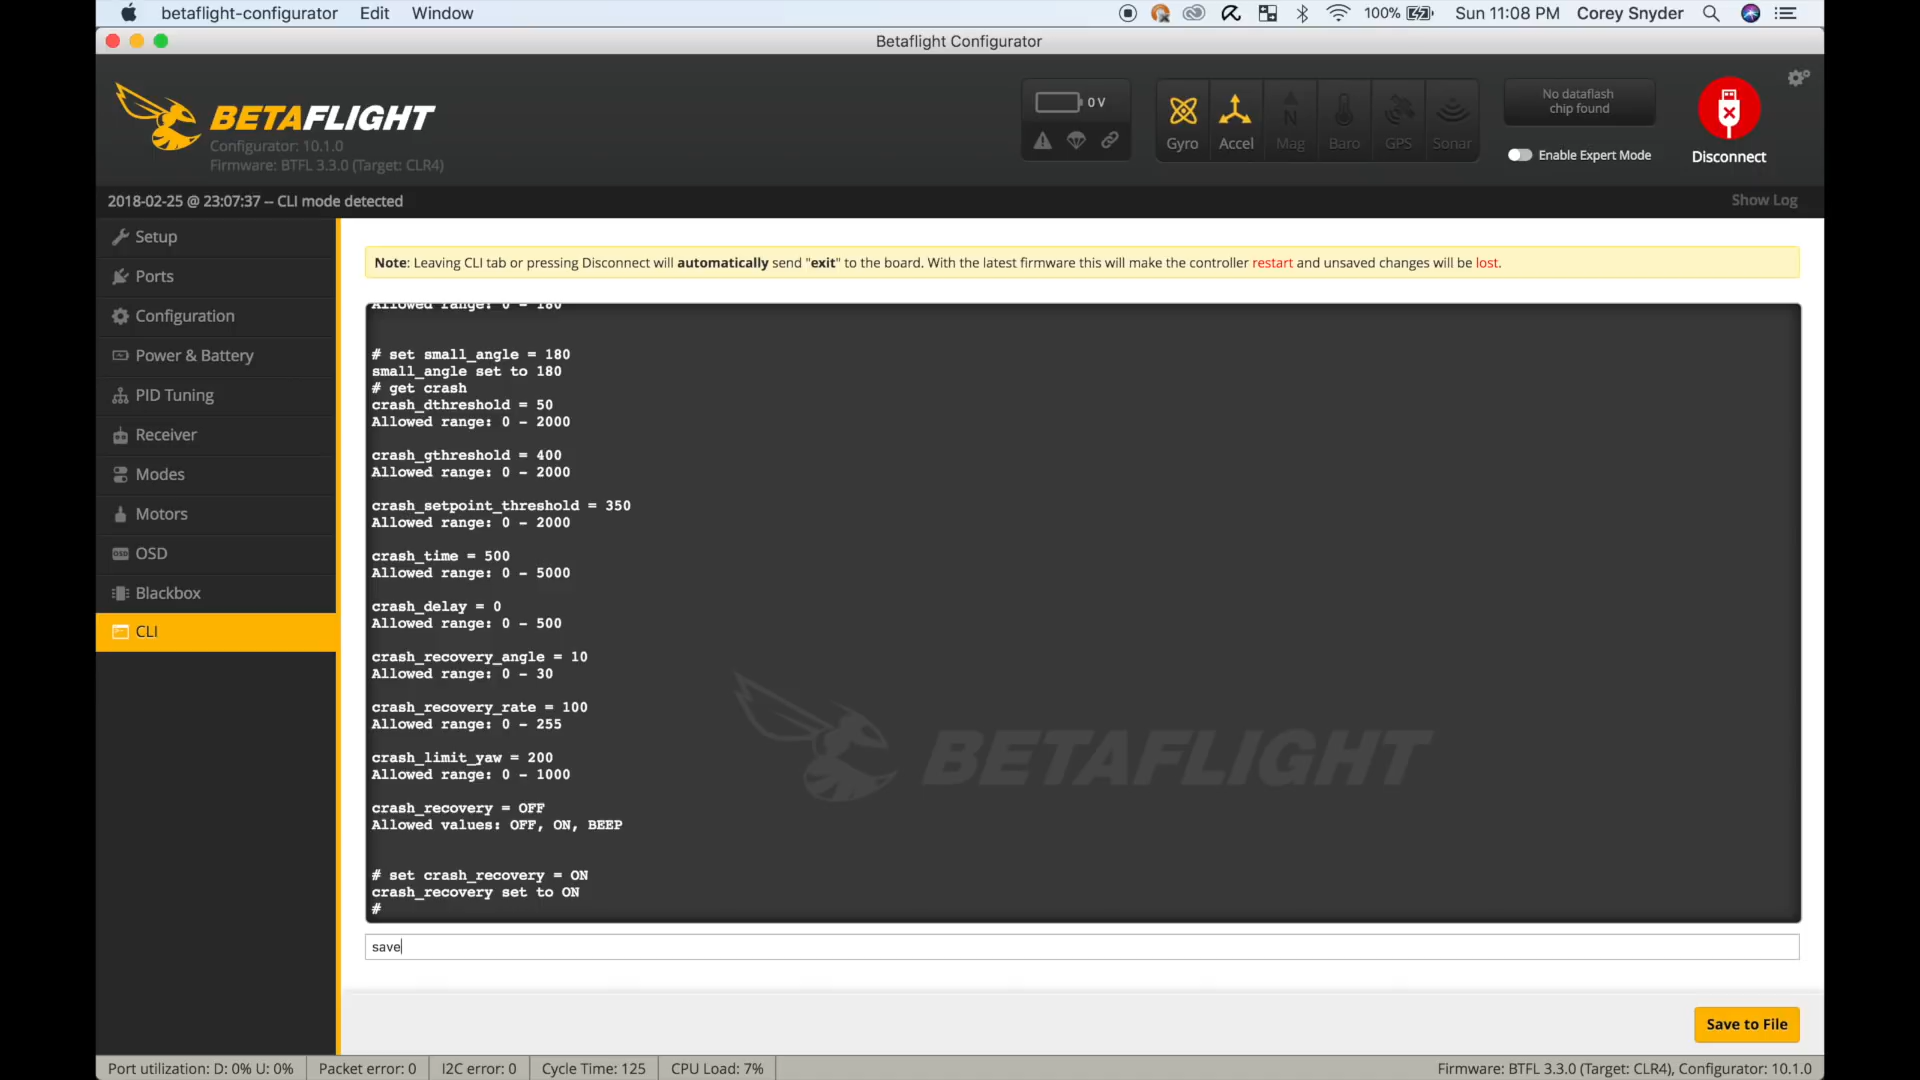 betaflight-configurator Edit Window 100% Sun 11:08 PM Corey Snyder
Betaflight Configurator
BETAFLIGHT
Configurator: 10.1.0
Firmware: BTFL 3.3.0 (Target: CLR4)
0 V
Gyro Accel Mag Baro GPS Sonar
No dataflash
chip found
Enable Expert Mode
Disconnect
2018-02-25 @ 23:07:37 -- CLI mode detected
Show Log
Setup
Ports
Configuration
Power & Battery
PID Tuning
Receiver
Modes
Motors
OSD
Blackbox
CLI
Note: Leaving CLI tab or pressing Disconnect will automatically send "exit" to the board. With the latest firmware this will make the controller restart and unsaved changes will be lost.
Allowed range: 0 - 180
# set small_angle = 180
small_angle set to 180
# get crash
crash_dthreshold = 50
Allowed range: 0 - 2000
crash_gthreshold = 400
Allowed range: 0 - 2000
crash_setpoint_threshold = 350
Allowed range: 0 - 2000
crash_time = 500
Allowed range: 0 - 5000
crash_delay = 0
Allowed range: 0 - 500
crash_recovery_angle = 10
Allowed range: 0 - 30
crash_recovery_rate = 100
Allowed range: 0 - 255
crash_limit_yaw = 200
Allowed range: 0 - 1000
crash_recovery = OFF
Allowed values: OFF, ON, BEEP
# set crash_recovery = ON
crash_recovery set to ON
#
BETAFLIGHT
save
Save to File
Port utilization: D: 0% U: 0% Packet error: 0 I2C error: 0 Cycle Time: 125 CPU Load: 7% Firmware: BTFL 3.3.0 (Target: CLR4), Configurator: 10.1.0